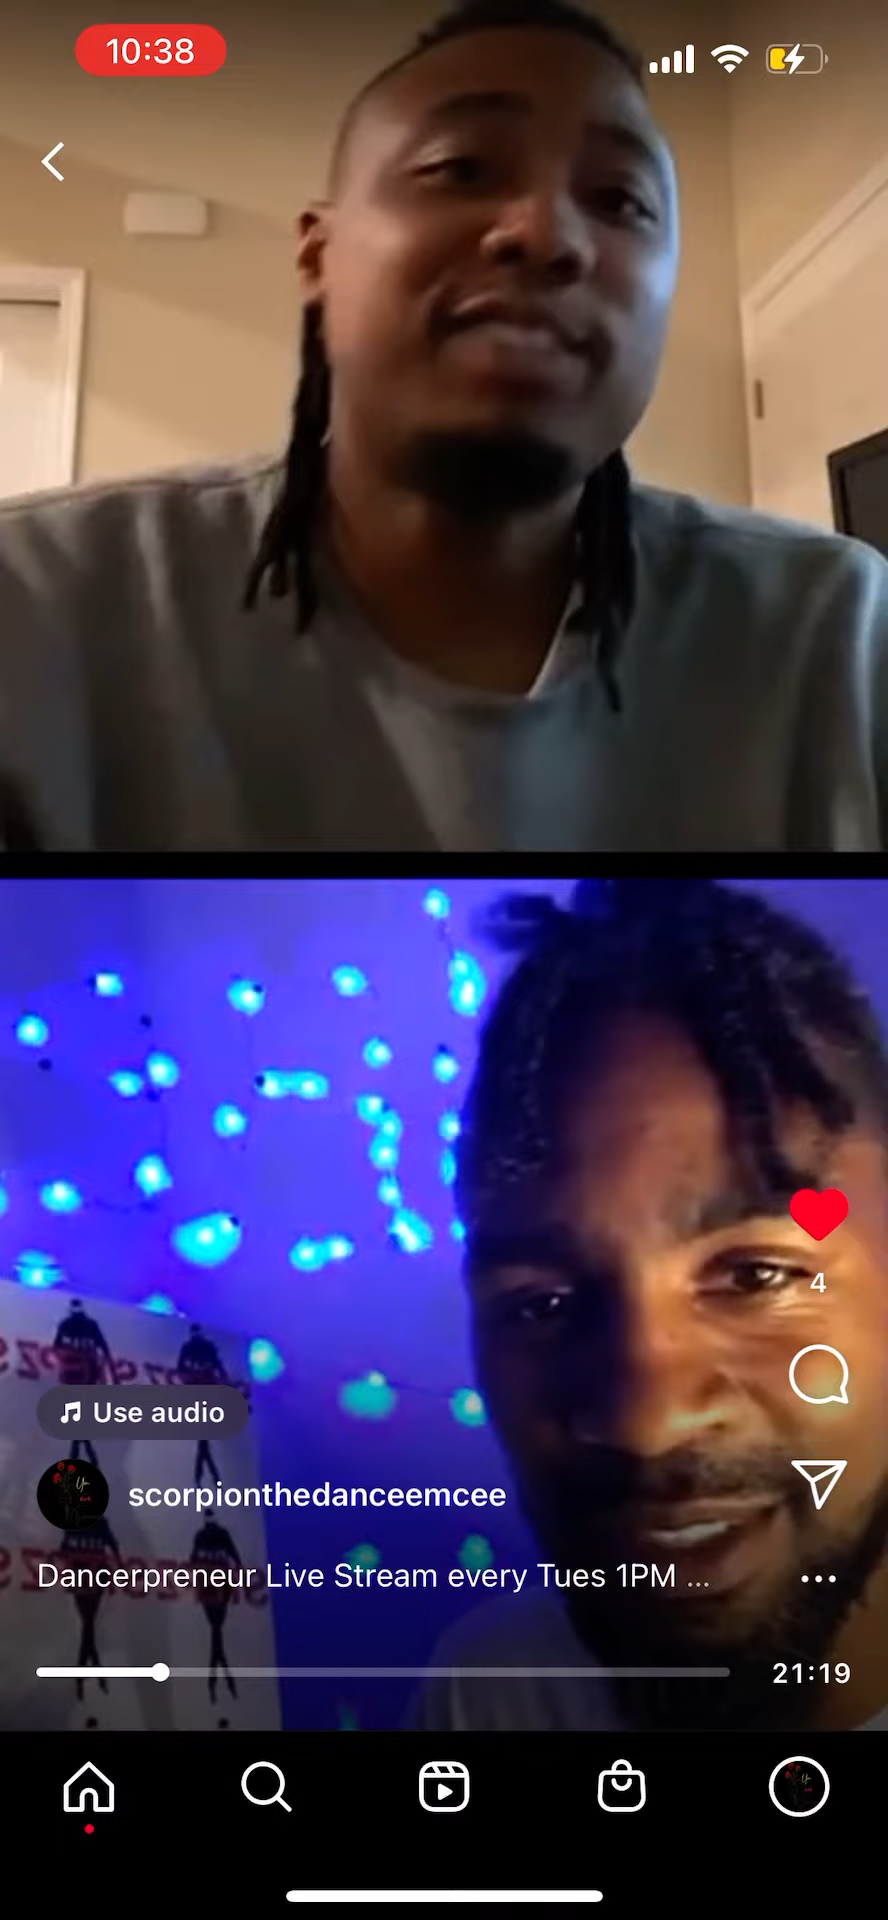 10:38
4
Use audio
scorpionthedanceemcee
Dancerpreneur Live Stream every Tues 1PM ...
21:19